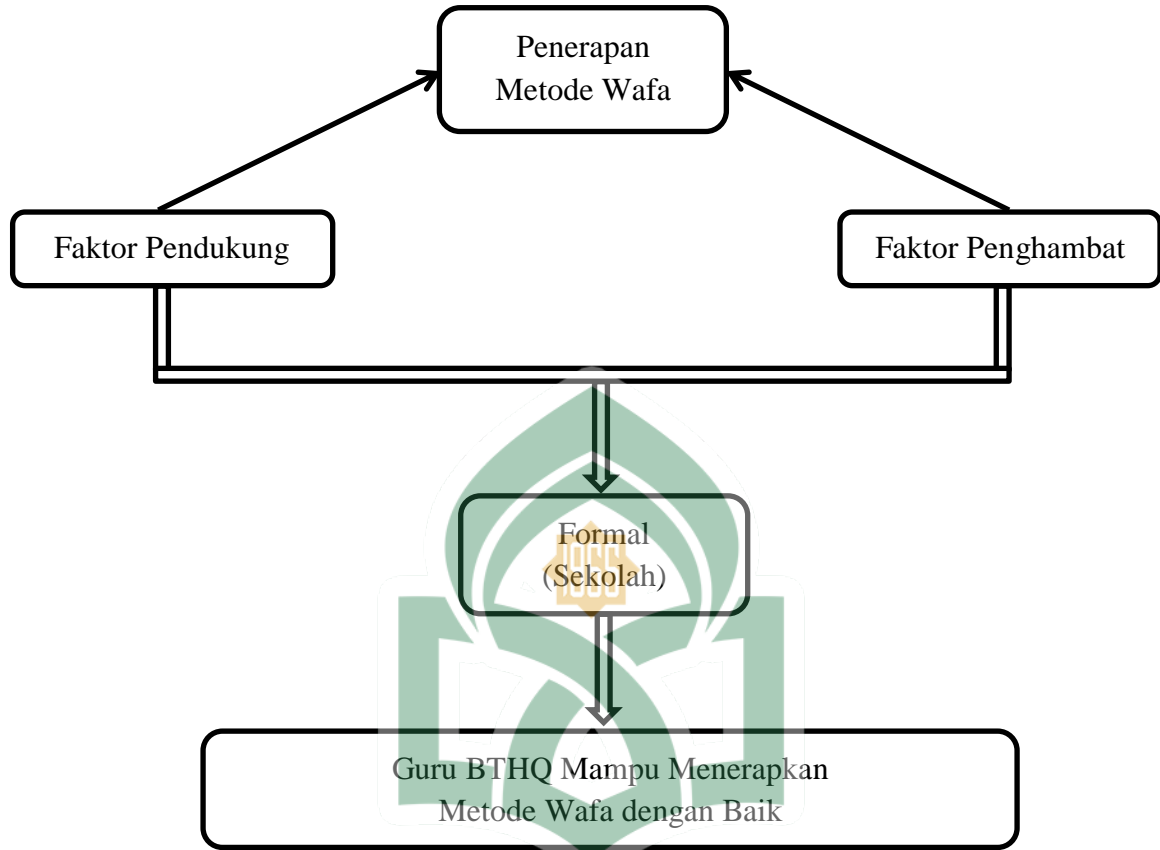 Penerapan
Metode Wafa
Faktor Pendukung
Faktor Penghambat
Formal
(Sekolah)
Guru BTHQ Mampu Menerapkan
Metode Wafa dengan Baik